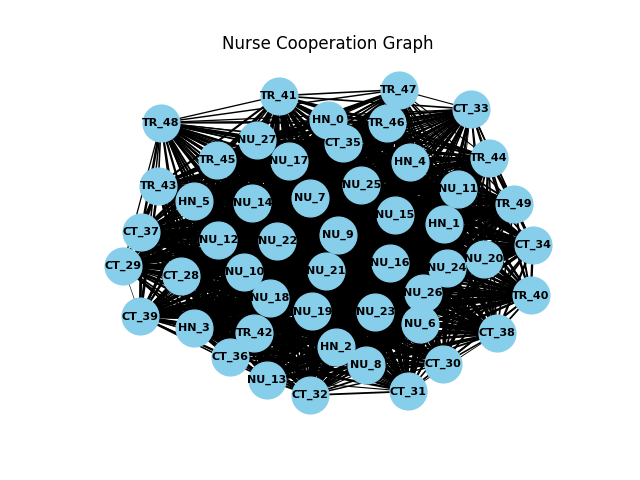 Nurse Cooperation Graph
TR_47
TR_41
CT_33
HN_0
TR_48
TR_46
NU_27
CT_35
TR_44
TR_45
NU_17
HN_4
TR_43
NU_25
NU_11
NU_7
HN_5
NU_14
TR_49
NU_15
HN_1
CT_37
NU_9
NU_12
NU_22
CT_34
NU_20
CT_29
NU_16
NU_24
NU_21
NU_10
CT_28
NU_26
TR_40
NU_18
NU_19
NU_23
CT_39
NU_6
HN_3
TR_42
CT_38
HN_2
CT_36
NU_8
CT_30
NU_13
CT_31
CT_32